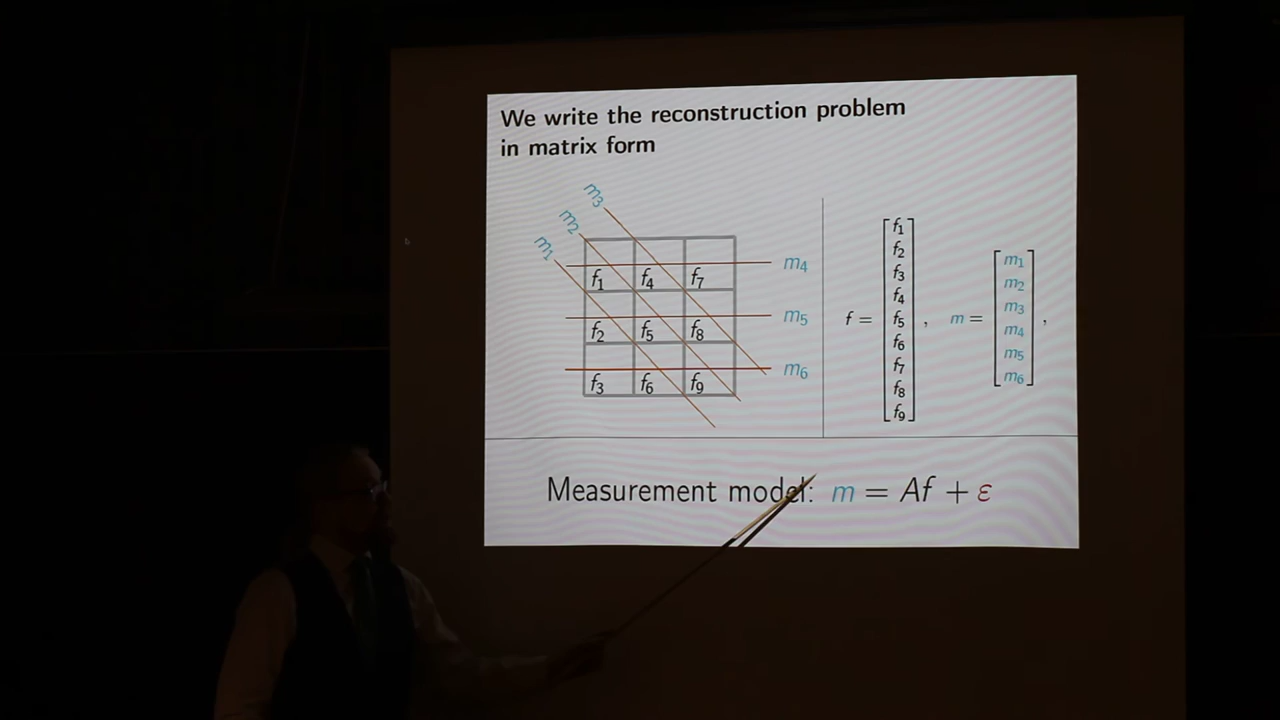 We write the reconstruction problem
in matrix form
m₃
m₂
m₁
f₁ f₄ f₇ m₄
f₂ f₅ f₈ m₅
f₃ f₆ f₉ m₆
f = [f₁ f₂ f₃ f₄ f₅ f₆ f₇ f₈ f₉], m = [m₁ m₂ m₃ m₄ m₅ m₆],
Measurement model: m = Af + ε